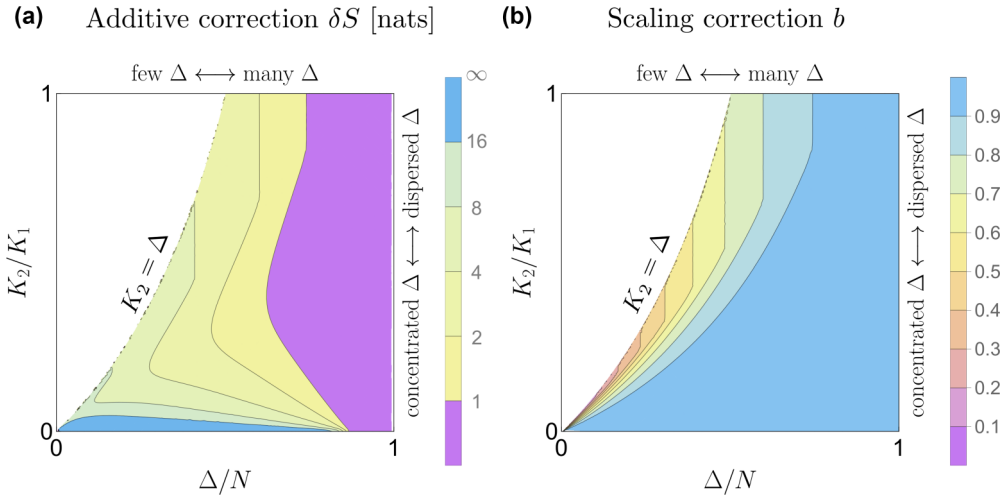 (a) Additive correction δS [nats]
few Δ ⟷ many Δ
1
K₂/K₁
K₂ = Δ
concentrated Δ ⟷ dispersed Δ
0
0
1
Δ/N
∞
16
8
4
2
1
(b) Scaling correction b
few Δ ⟷ many Δ
1
K₂/K₁
K₂ = Δ
concentrated Δ ⟷ dispersed Δ
0
0
1
Δ/N
0.9
0.8
0.7
0.6
0.5
0.4
0.3
0.2
0.1